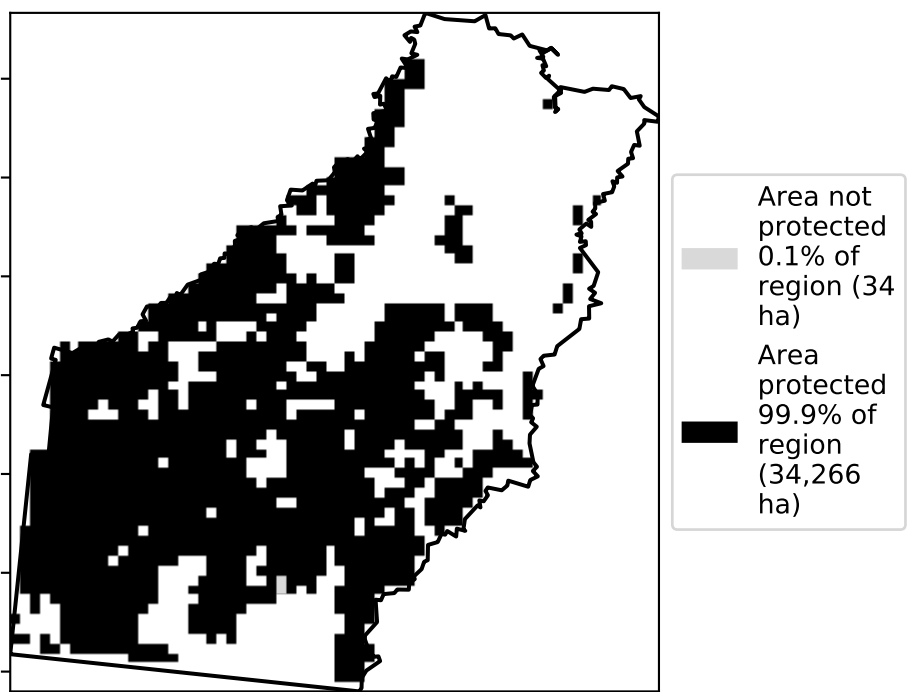 Area not
protected
0.1% of
region (34
ha)
Area
protected
99.9% of
region
(34,266
ha)